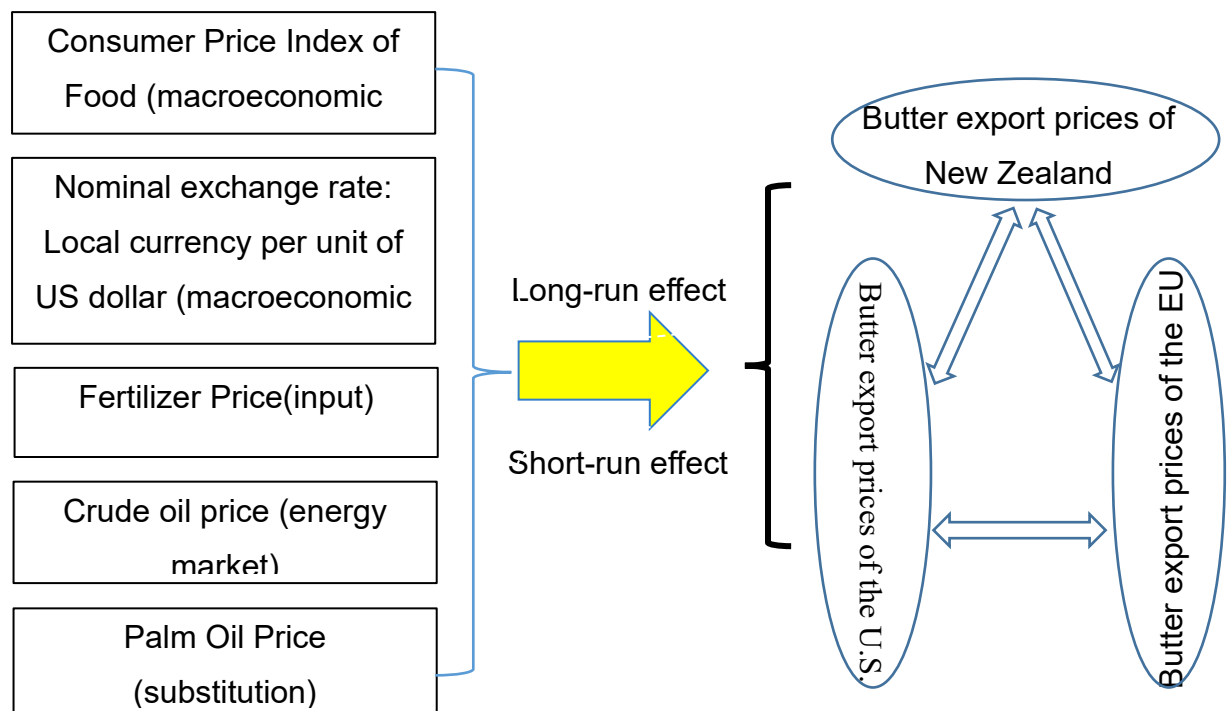 Consumer Price Index of
Food (macroeconomic
Nominal exchange rate:
Local currency per unit of
US dollar (macroeconomic
Fertilizer Price(input)
Crude oil price (energy
market)
Palm Oil Price
(substitution)
Long-run effect
Short-run effect
Butter export prices of
New Zealand
Butter export prices of the U.S.
Butter export prices of the EU